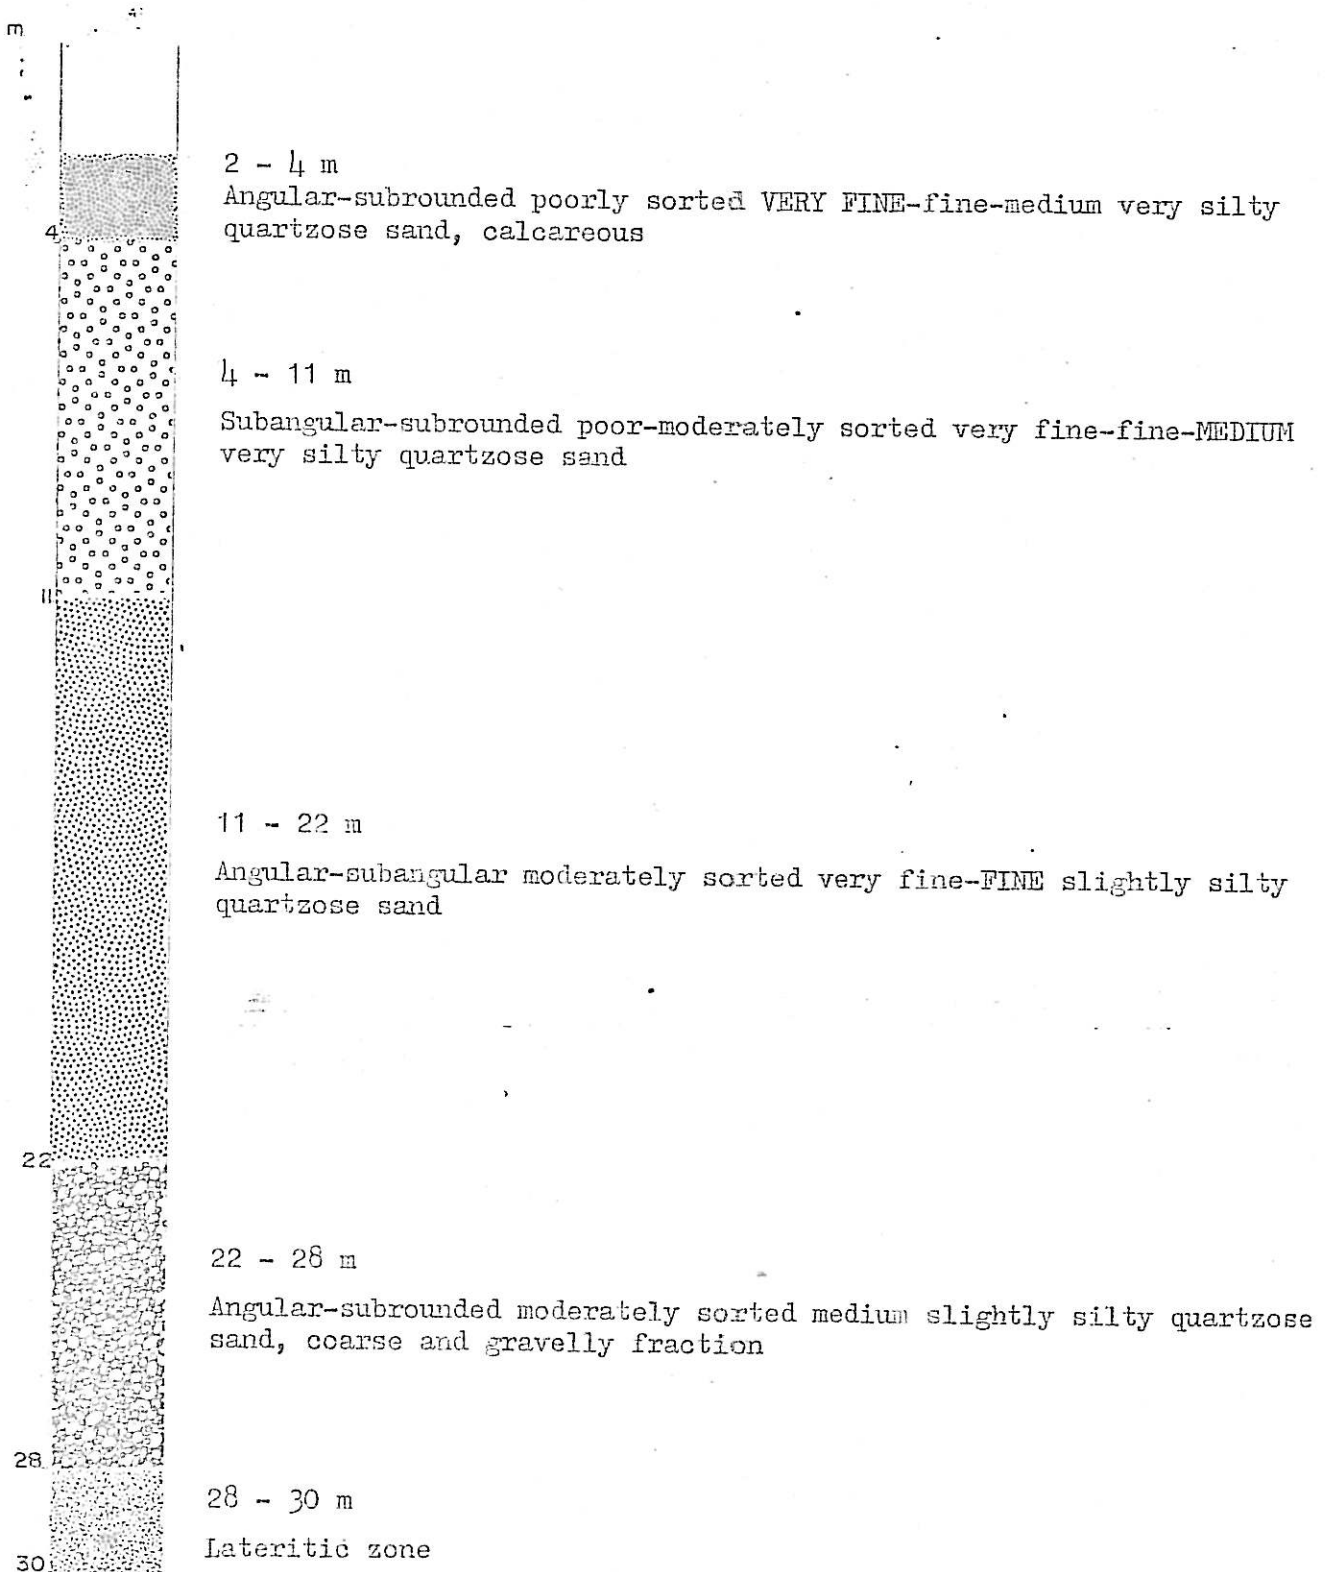 m
2 - 4 m
Angular-subrounded poorly sorted VERY FINE-fine-medium very silty
quartzose sand, calcareous
4
4 - 11 m
Subangular-subrounded poor-moderately sorted very fine-fine-MEDIUM
very silty quartzose sand
11
11 - 22 m
Angular-subangular moderately sorted very fine-FINE slightly silty
quartzose sand
22
22 - 28 m
Angular-subrounded moderately sorted medium slightly silty quartzose
sand, coarse and gravelly fraction
28
28 - 30 m
Lateritic zone
30